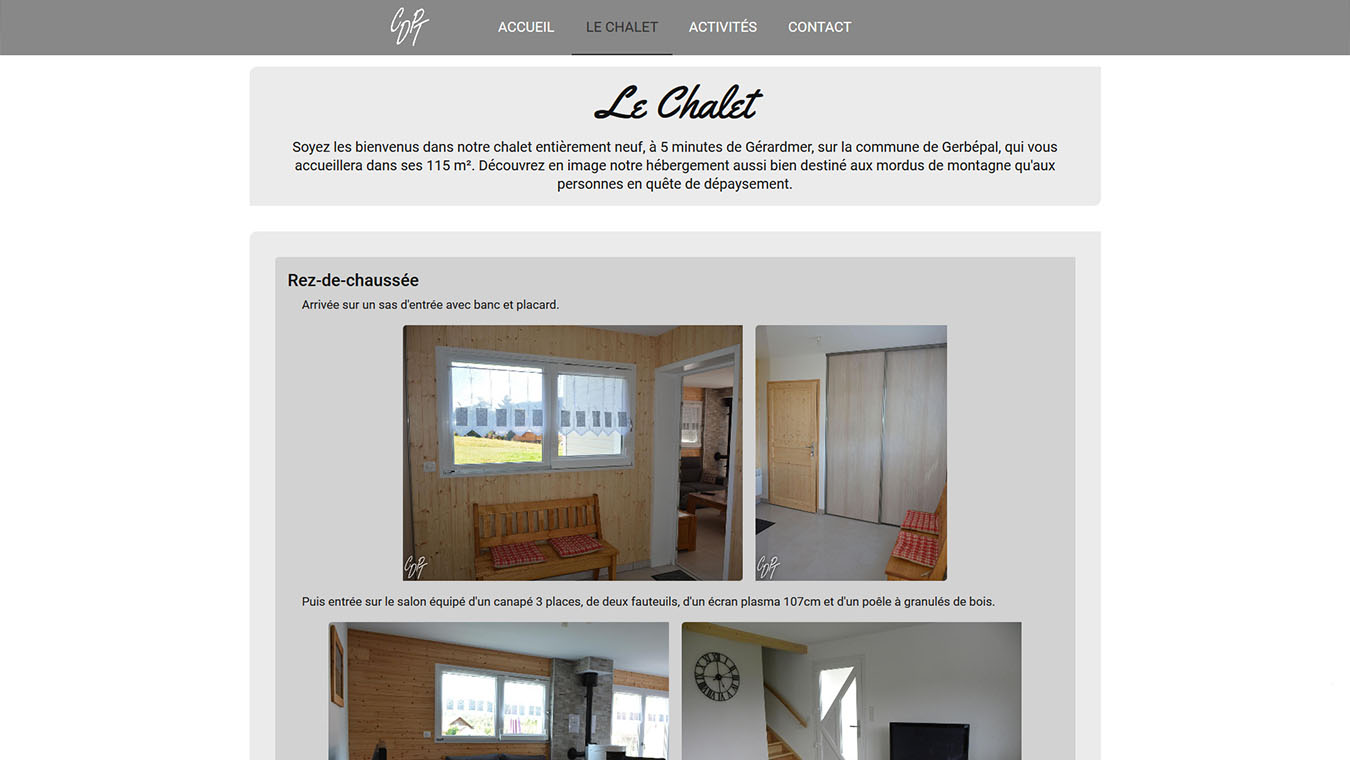 CDPT
ACCUEIL LE CHALET ACTIVITÉS CONTACT
Le Chalet
Soyez les bienvenus dans notre chalet entièrement neuf, à 5 minutes de Gérardmer, sur la commune de Gerbépal, qui vous
accueillera dans ses 115 m². Découvrez en image notre hébergement aussi bien destiné aux mordus de montagne qu'aux
personnes en quête de dépaysement.
Rez-de-chaussée
Arrivée sur un sas d'entrée avec banc et placard.
CDPT
CDPT
Puis entrée sur le salon équipé d'un canapé 3 places, de deux fauteuils, d'un écran plasma 107cm et d'un poêle à granulés de bois.